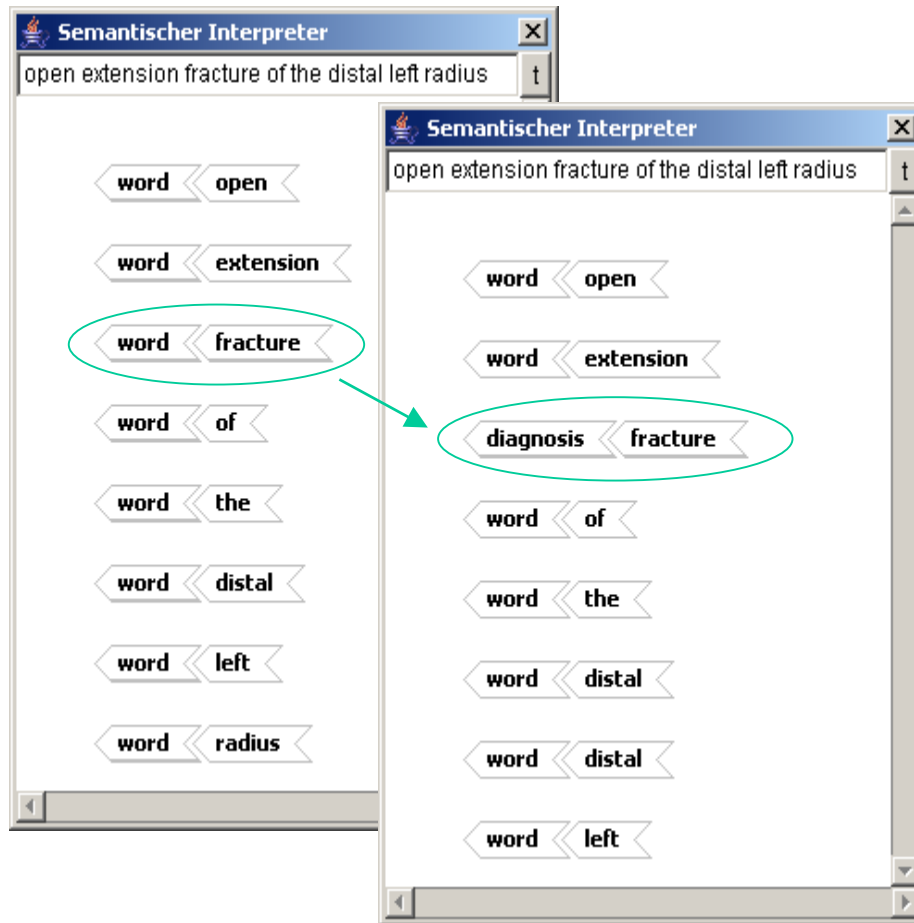 Semantischer Interpreter
open extension fracture of the distal left radius t
word open
word extension
word fracture
word of
word the
word distal
word left
word radius
Semantischer Interpreter
open extension fracture of the distal left radius t
word open
word extension
diagnosis fracture
word of
word the
word distal
word distal
word left